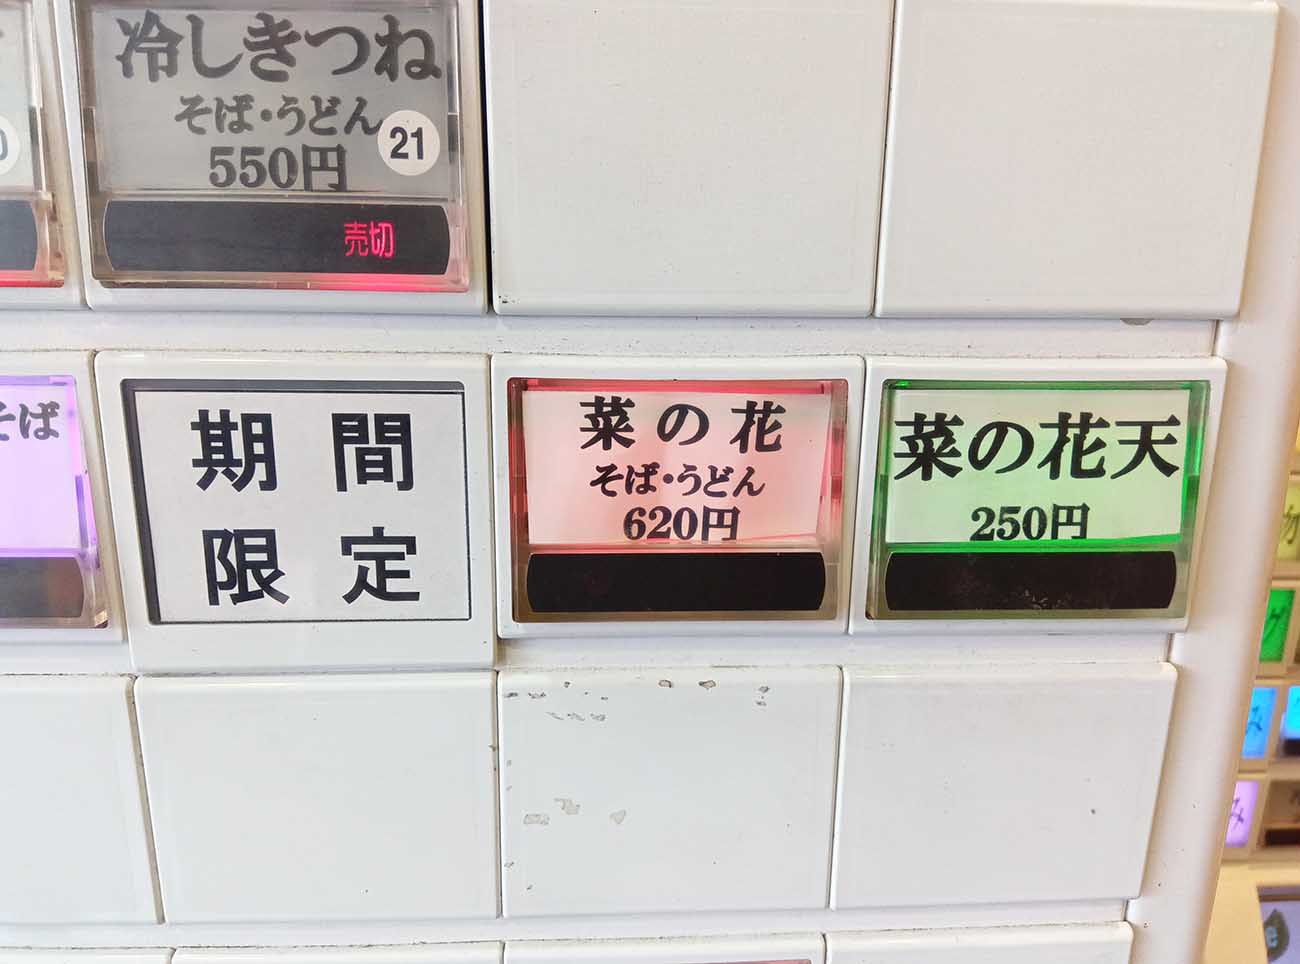 冷しきつね
そば・うどん
550円
21
売切
そば
期間
限定
菜の花
そば・うどん
620円
菜の花天
250円